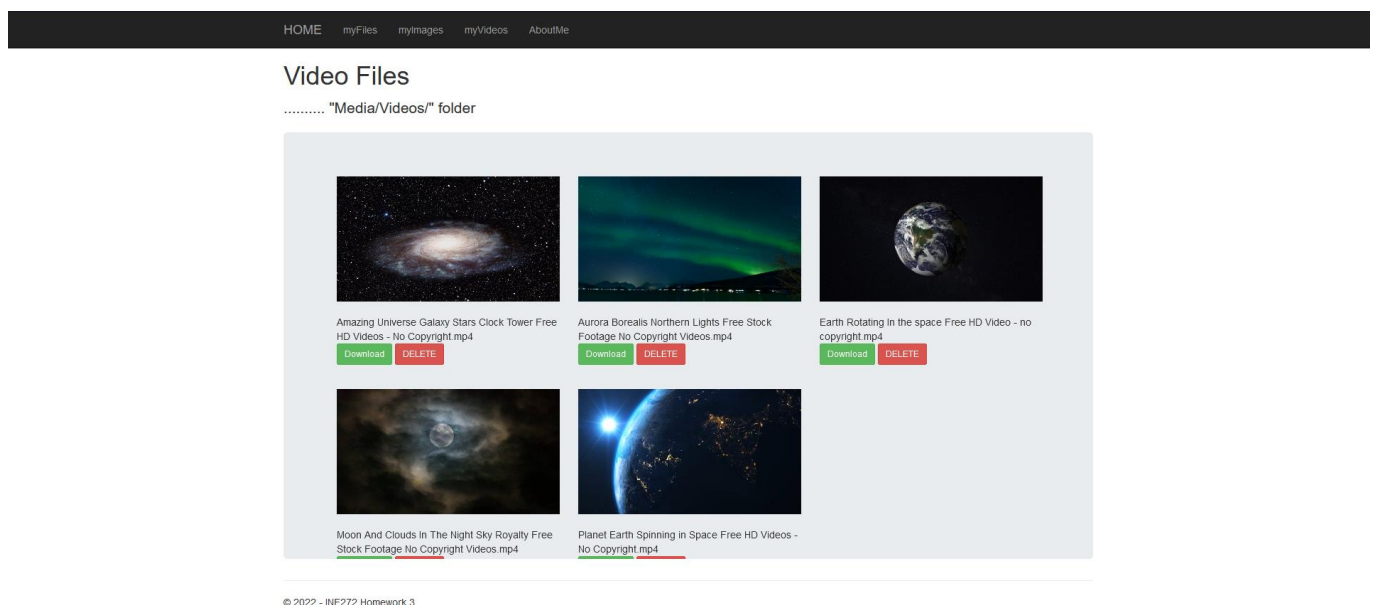 HOME myFiles myImages myVideos AboutMe
Video Files
.......... "Media/Videos/" folder
Amazing Universe Galaxy Stars Clock Tower Free
HD Videos - No Copyright.mp4
Download DELETE
Aurora Borealis Northern Lights Free Stock
Footage No Copyright Videos.mp4
Download DELETE
Earth Rotating In the space Free HD Video - no
copyright.mp4
Download DELETE
Moon And Clouds In The Night Sky Royalty Free
Stock Footage No Copyright Videos.mp4
Planet Earth Spinning in Space Free HD Videos -
No Copyright.mp4
© 2022 - INF272 Homework 3